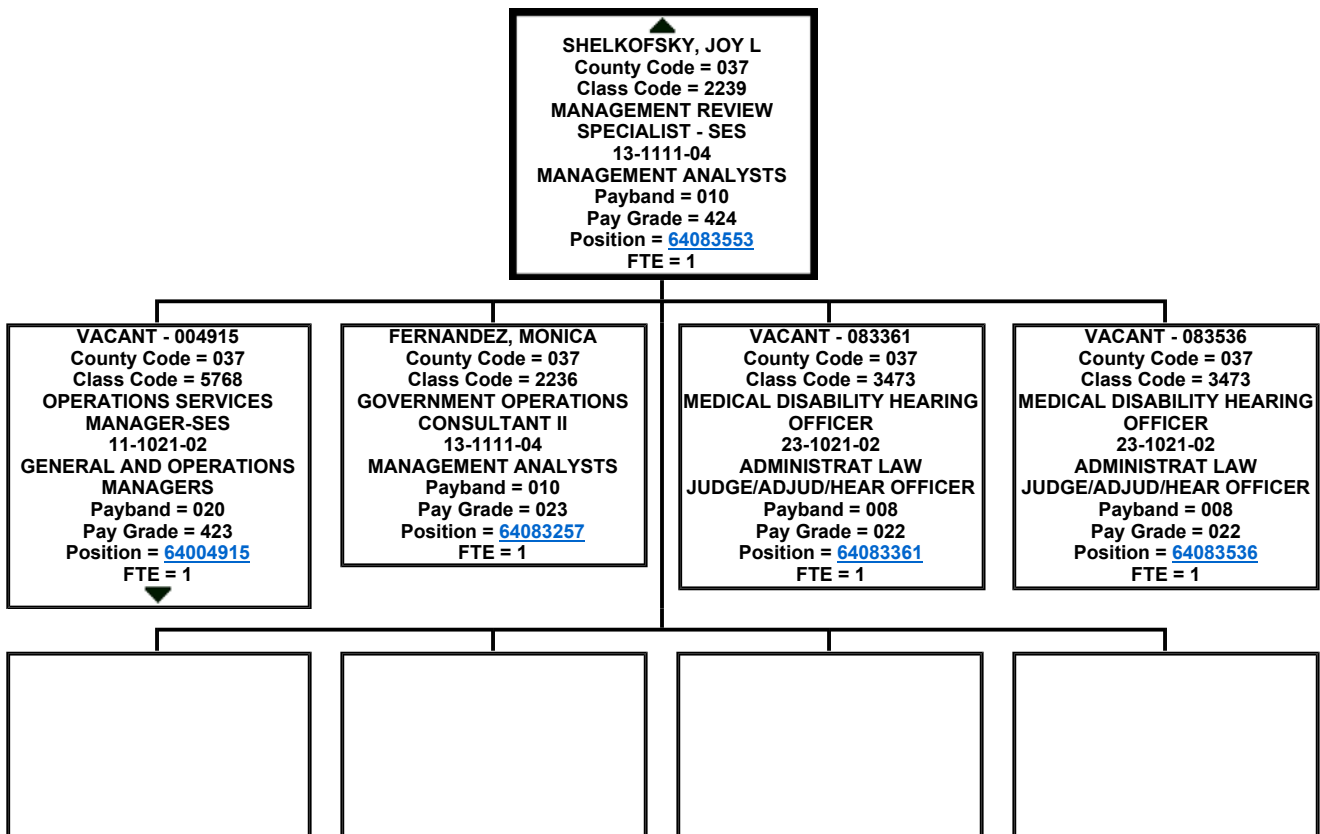 SHELKOFSKY, JOY L
County Code = 037
Class Code = 2239
MANAGEMENT REVIEW
SPECIALIST - SES
13-1111-04
MANAGEMENT ANALYSTS
Payband = 010
Pay Grade = 424
Position = 64083553
FTE = 1
VACANT - 004915
County Code = 037
Class Code = 5768
OPERATIONS SERVICES
MANAGER-SES
11-1021-02
GENERAL AND OPERATIONS
MANAGERS
Payband = 020
Pay Grade = 423
Position = 64004915
FTE = 1
FERNANDEZ, MONICA
County Code = 037
Class Code = 2236
GOVERNMENT OPERATIONS
CONSULTANT II
13-1111-04
MANAGEMENT ANALYSTS
Payband = 010
Pay Grade = 023
Position = 64083257
FTE = 1
VACANT - 083361
County Code = 037
Class Code = 3473
MEDICAL DISABILITY HEARING
OFFICER
23-1021-02
ADMINISTRAT LAW
JUDGE/ADJUD/HEAR OFFICER
Payband = 008
Pay Grade = 022
Position = 64083361
FTE = 1
VACANT - 083536
County Code = 037
Class Code = 3473
MEDICAL DISABILITY HEARING
OFFICER
23-1021-02
ADMINISTRAT LAW
JUDGE/ADJUD/HEAR OFFICER
Payband = 008
Pay Grade = 022
Position = 64083536
FTE = 1